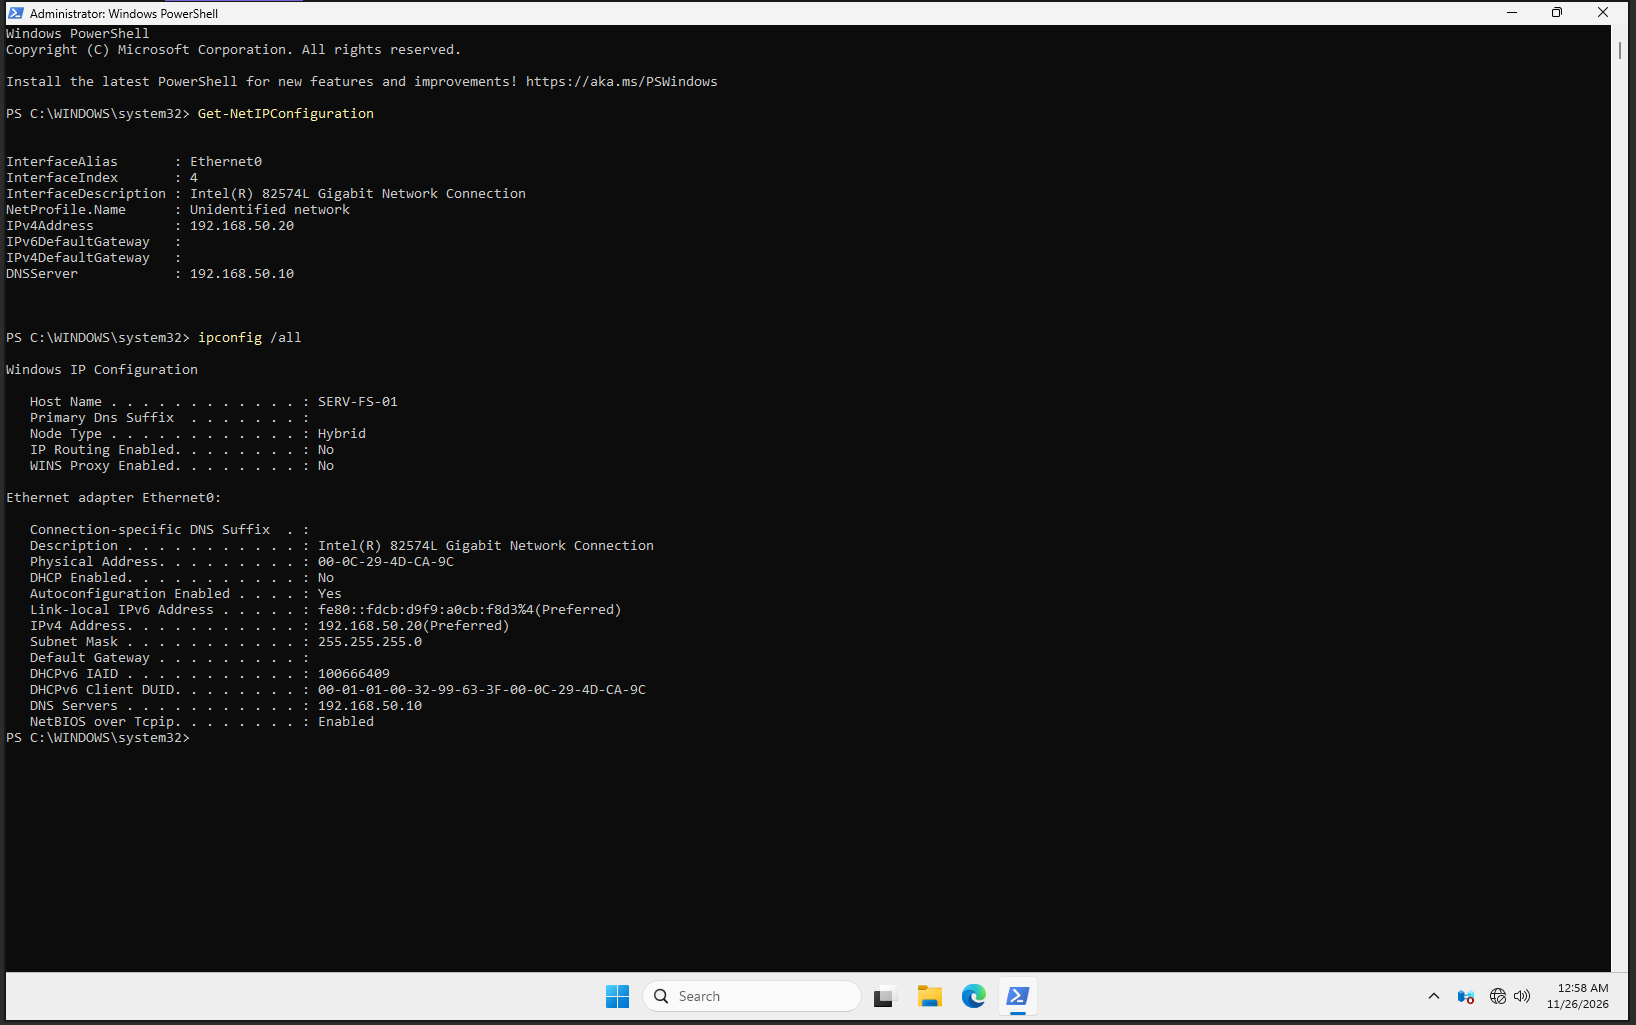 Administrator: Windows PowerShell
Windows PowerShell
Copyright (C) Microsoft Corporation. All rights reserved.
Install the latest PowerShell for new features and improvements! https://aka.ms/PSWindows
PS C:\WINDOWS\system32> Get-NetIPConfiguration
InterfaceAlias       : Ethernet0
InterfaceIndex       : 4
InterfaceDescription : Intel(R) 82574L Gigabit Network Connection
NetProfile.Name      : Unidentified network
IPv4Address          : 192.168.50.20
IPv6DefaultGateway   :
IPv4DefaultGateway   :
DNSServer            : 192.168.50.10
PS C:\WINDOWS\system32> ipconfig /all
Windows IP Configuration
   Host Name . . . . . . . . . . . . : SERV-FS-01
   Primary Dns Suffix  . . . . . . . :
   Node Type . . . . . . . . . . . . : Hybrid
   IP Routing Enabled. . . . . . . . : No
   WINS Proxy Enabled. . . . . . . . : No
Ethernet adapter Ethernet0:
   Connection-specific DNS Suffix  . :
   Description . . . . . . . . . . . : Intel(R) 82574L Gigabit Network Connection
   Physical Address. . . . . . . . . : 00-0C-29-4D-CA-9C
   DHCP Enabled. . . . . . . . . . . : No
   Autoconfiguration Enabled . . . . : Yes
   Link-local IPv6 Address . . . . . : fe80::fdcb:d9f9:a0cb:f8d3%4(Preferred)
   IPv4 Address. . . . . . . . . . . : 192.168.50.20(Preferred)
   Subnet Mask . . . . . . . . . . . : 255.255.255.0
   Default Gateway . . . . . . . . . :
   DHCPv6 IAID . . . . . . . . . . . : 100666409
   DHCPv6 Client DUID. . . . . . . . : 00-01-01-00-32-99-63-3F-00-0C-29-4D-CA-9C
   DNS Servers . . . . . . . . . . . : 192.168.50.10
   NetBIOS over Tcpip. . . . . . . . : Enabled
PS C:\WINDOWS\system32>
Search
12:58 AM
11/26/2026